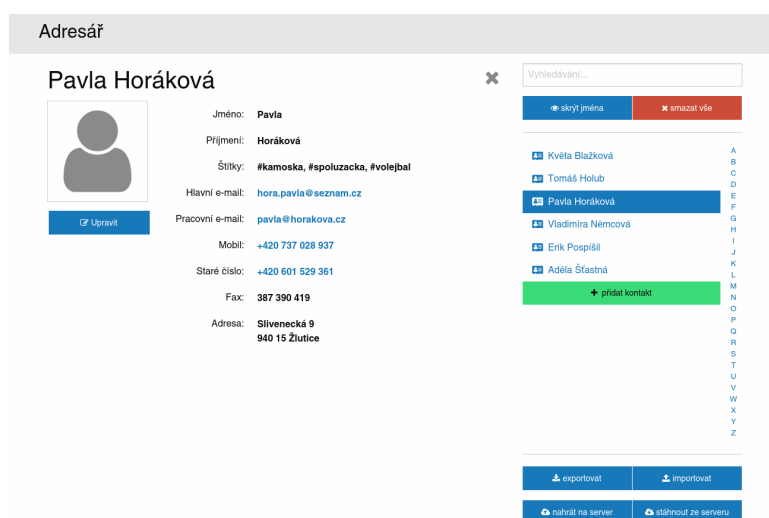 Adresář
Pavla Horáková
Jméno: Pavla
Příjmení: Horáková
Štítky: #kamoska, #spoluzacka, #volejbal
Hlavní e-mail: hora.pavla@seznam.cz
Upravit
Pracovní e-mail: pavla@horakova.cz
Mobil: +420 737 028 937
Staré číslo: +420 601 529 361
Fax: 387 390 419
Adresa: Slivenecká 9
940 15 Žlutice
Vyhledávání...
skrýt jména
smazat vše
Květa Blažková
Tomáš Holub
Pavla Horáková
Vladimíra Němcová
Erik Pospíšil
Adéla Šťastná
přidat kontakt
A
B
C
D
E
F
G
H
I
J
K
L
M
N
O
P
Q
R
S
T
U
V
W
X
Y
Z
exportovat
importovat
nahrát na server
stáhnout ze serveru